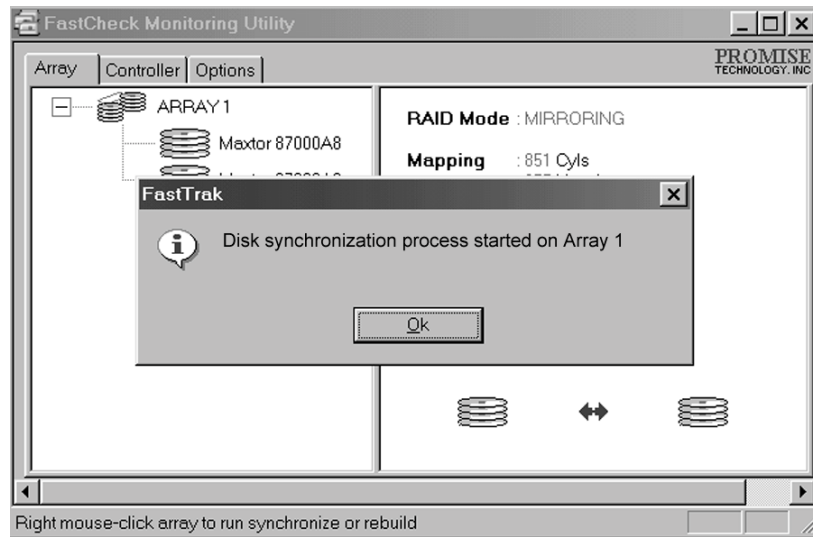 FastCheck Monitoring Utility
PROMISE
TECHNOLOGY, INC
Array Controller Options
ARRAY 1
Maxtor 87000A8
RAID Mode : MIRRORING
Mapping : 851 Cyls
FastTrak
Disk synchronization process started on Array 1
Ok
Right mouse-click array to run synchronize or rebuild